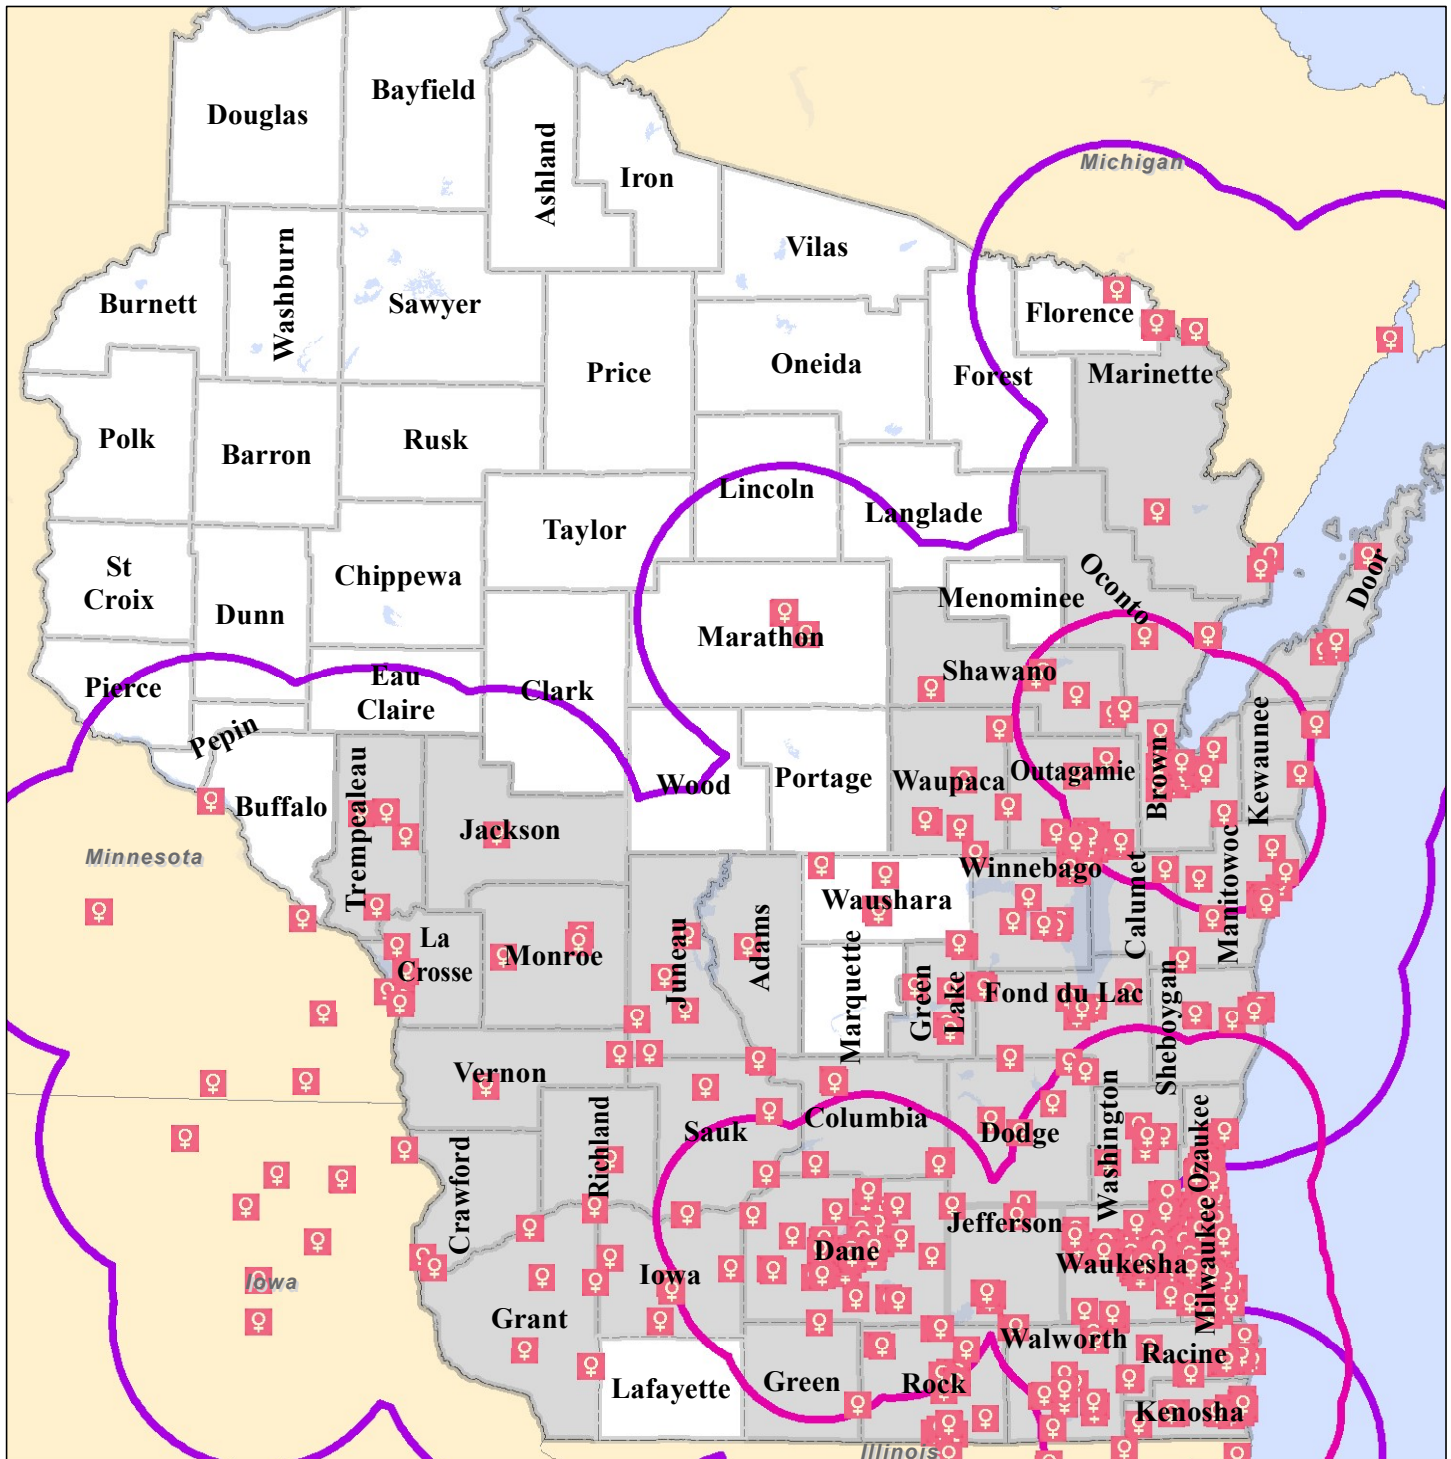 Douglas
Bayfield
Ashland
Iron
Michigan
Vilas
Burnett
Washburn
Sawyer
Florence
Price
Oneida
Forest
Marinette
Polk
Barron
Rusk
Lincoln
Langlade
Taylor
St
Croix
Chippewa
Dunn
Oconto
Door
Menominee
Marathon
Shawano
Pierce
Eau
Claire
Clark
Pepin
Kewaunee
Brown
Outagamie
Waupaca
Wood
Portage
Buffalo
Trempealeau
Jackson
Minnesota
Winnebago
Calumet
Manitowoc
Waushara
Adams
Juneau
Monroe
La
Crosse
Marquette
Green
Lake
Fond du Lac
Sheboygan
Vernon
Richland
Sauk
Columbia
Dodge
Washington
Ozaukee
Crawford
Jefferson
Dane
Waukesha
Milwaukee
Iowa
Iowa
Grant
Walworth
Racine
Lafayette
Green
Rock
Kenosha
Illinois